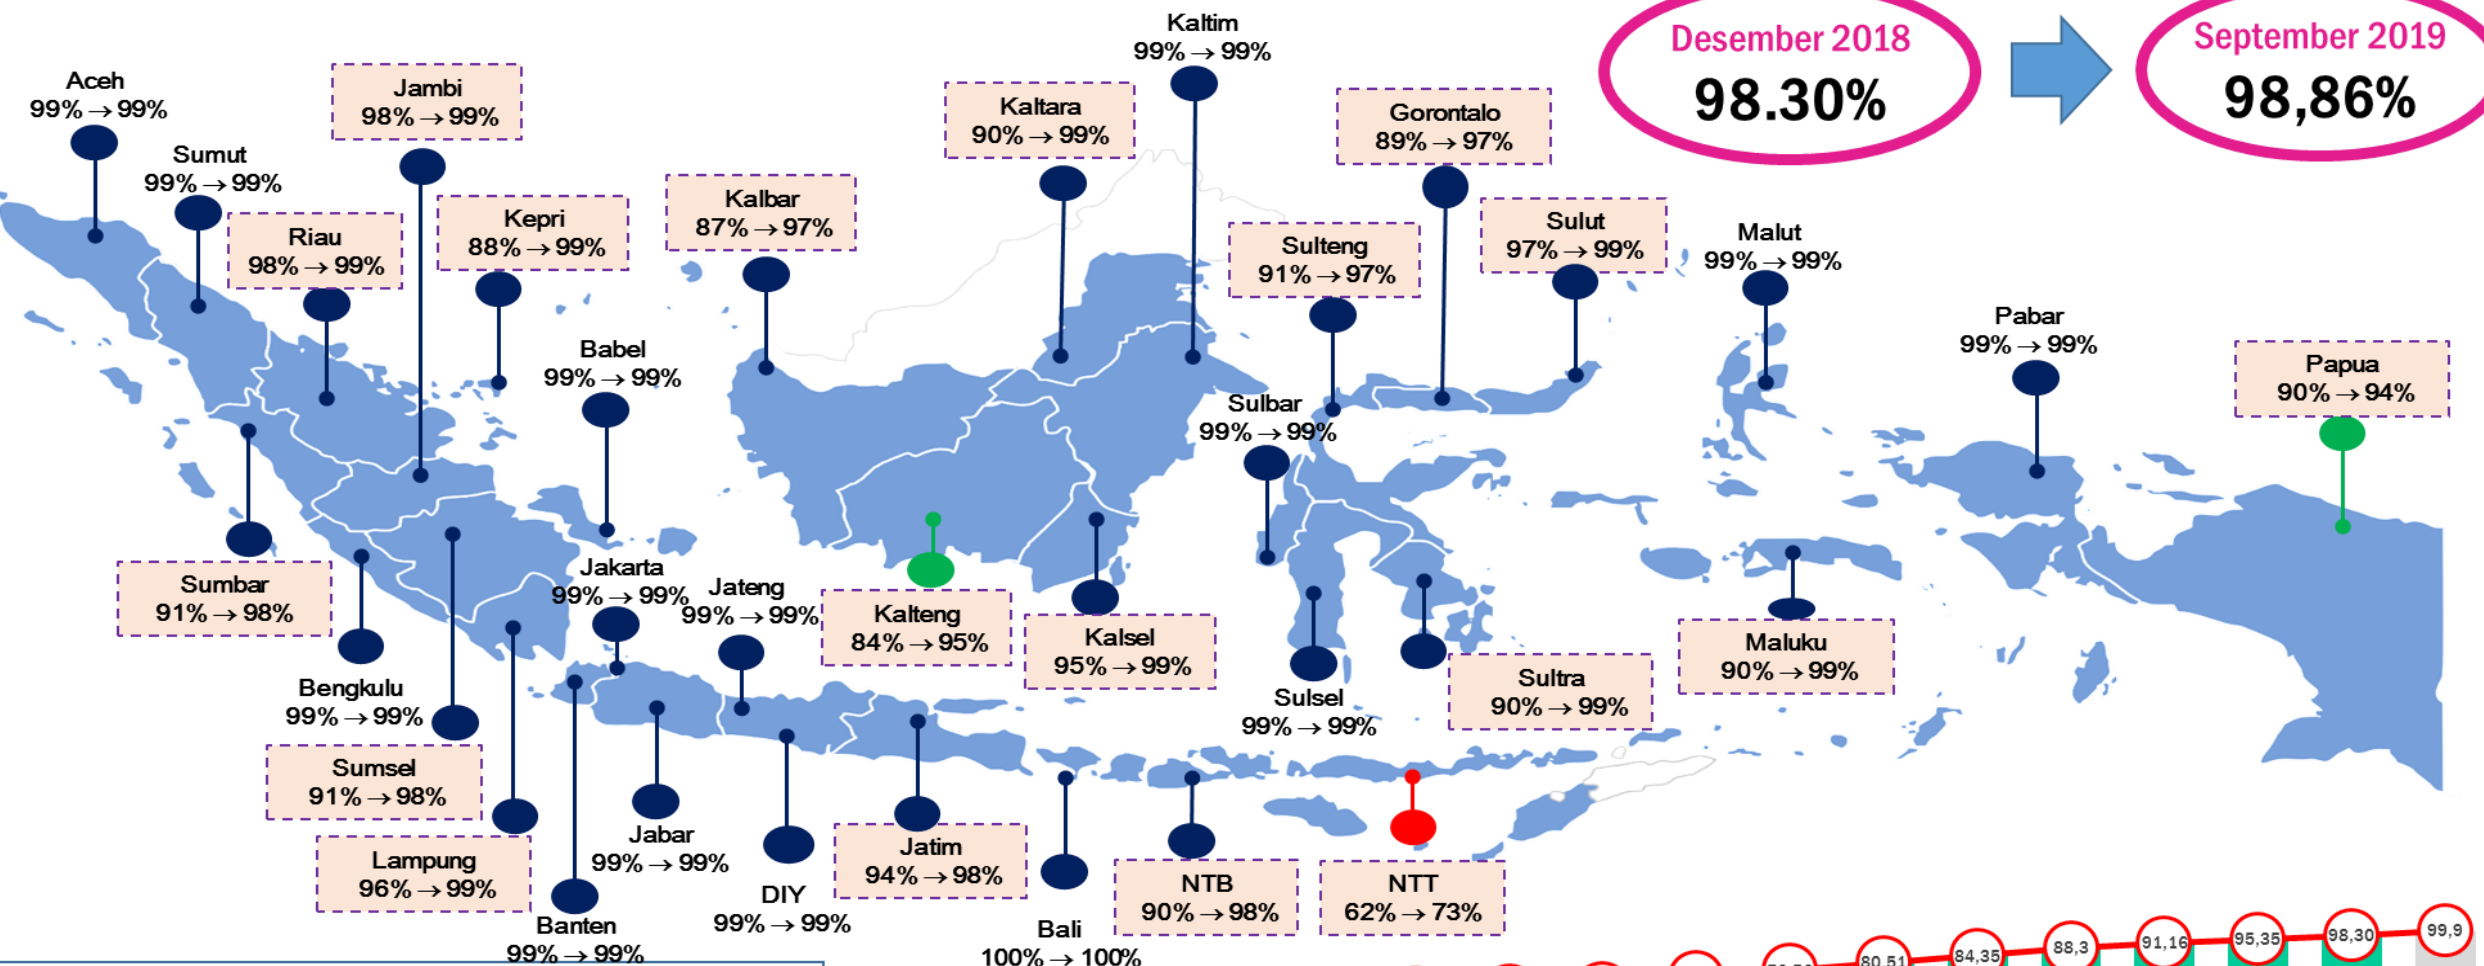 Desember 2018
98.30%
September 2019
98,86%
Kaltim
99% → 99%
Aceh
99% → 99%
Jambi
98% → 99%
Sumut
99% → 99%
Riau
98% → 99%
Kepri
88% → 99%
Kalbar
87% → 97%
Kaltara
90% → 99%
Gorontalo
89% → 97%
Sulteng
91% → 97%
Sulut
97% → 99%
Malut
99% → 99%
Pabar
99% → 99%
Papua
90% → 94%
Babel
99% → 99%
Sulbar
99% → 99%
Sumbar
91% → 98%
Bengkulu
99% → 99%
Jakarta
99% → 99%
Jateng
99% → 99%
Kalteng
84% → 95%
Kalsel
95% → 99%
Sulsel
99% → 99%
Sultra
90% → 99%
Maluku
90% → 99%
Sumsel
91% → 98%
Lampung
96% → 99%
Banten
99% → 99%
Jabar
99% → 99%
DIY
99% → 99%
Jatim
94% → 98%
Bali
100% → 100%
NTB
90% → 98%
NTT
62% → 73%
80,51
84,35
88,3
91,16
95,35
98,30
99,9